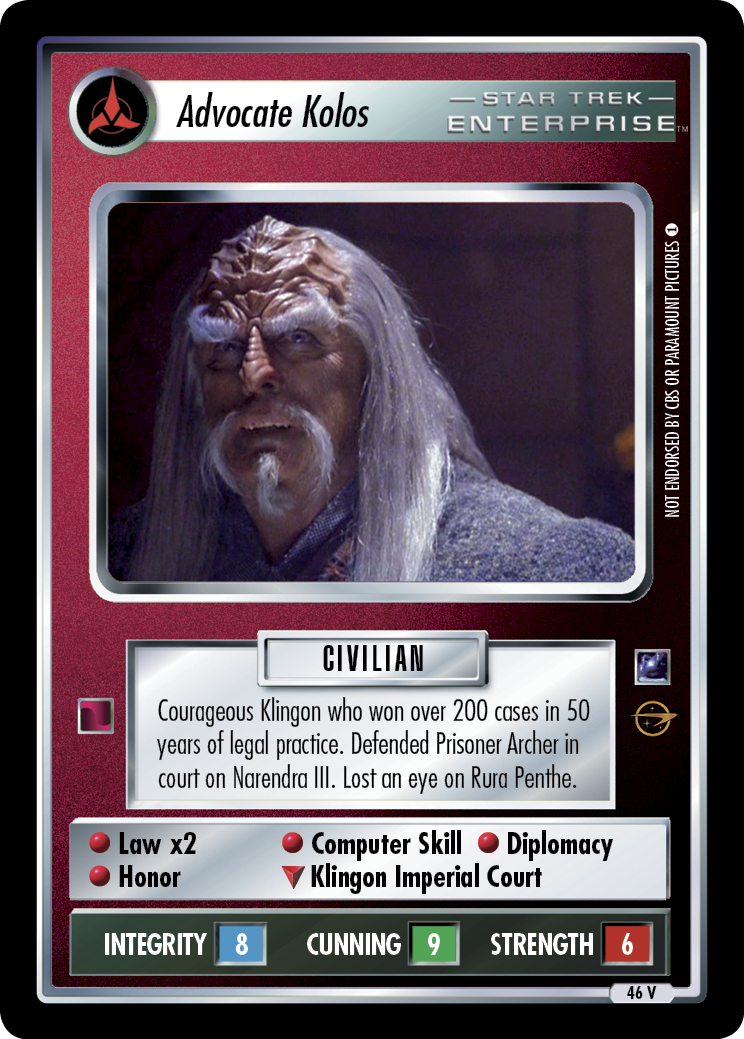 Advocate Kolos
STAR TREK
ENTERPRISE™
NOT ENDORSED BY CBS OR PARAMOUNT PICTURES 1
CIVILIAN
Courageous Klingon who won over 200 cases in 50
years of legal practice. Defended Prisoner Archer in
court on Narendra III. Lost an eye on Rura Penthe.
Law x2 Computer Skill Diplomacy
Honor Klingon Imperial Court
INTEGRITY 8 CUNNING 9 STRENGTH 6
46 V